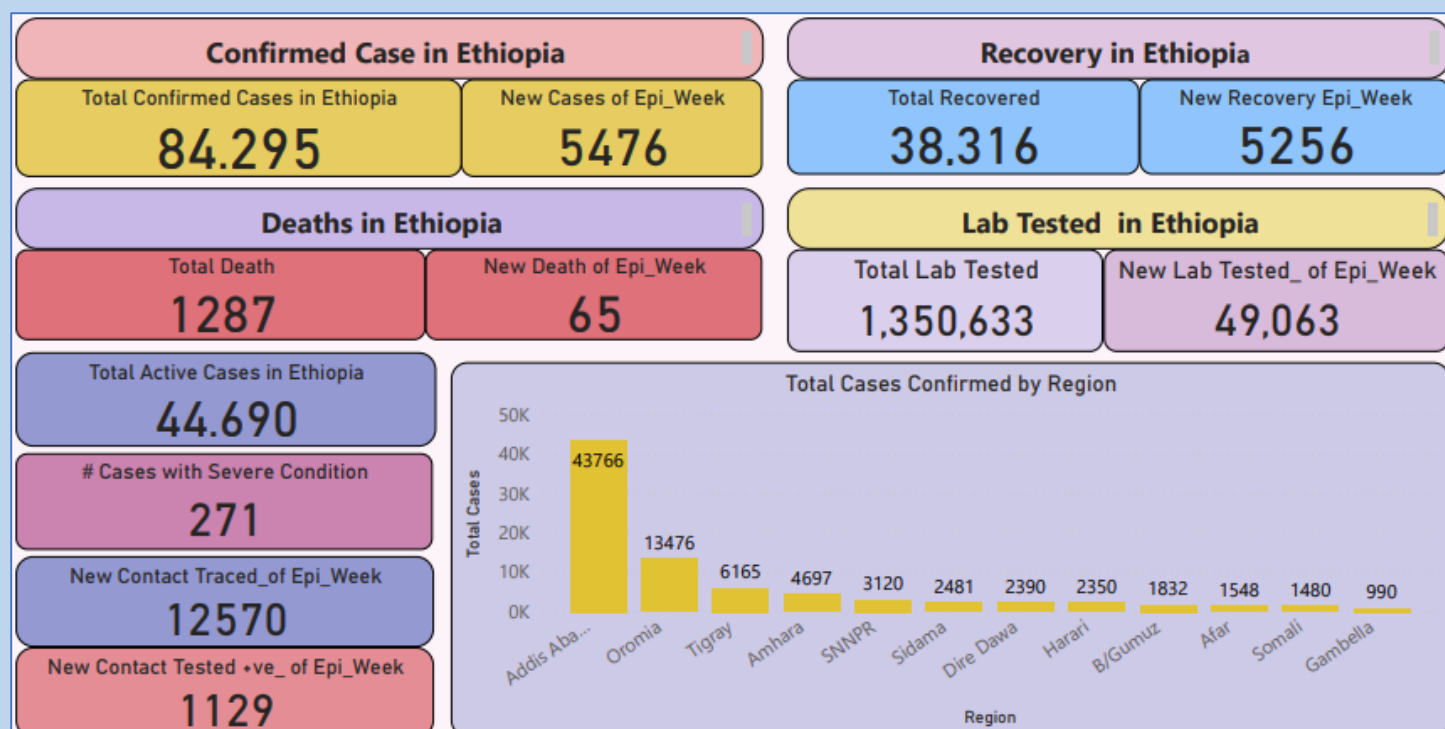 Confirmed Case in Ethiopia
Total Confirmed Cases in Ethiopia
84.295
New Cases of Epi_Week
5476
Recovery in Ethiopia
Total Recovered
38,316
New Recovery Epi_Week
5256
Deaths in Ethiopia
Total Death
1287
New Death of Epi_Week
65
Lab Tested in Ethiopia
Total Lab Tested
1,350,633
New Lab Tested_ of Epi_Week
49,063
Total Active Cases in Ethiopia
44.690
# Cases with Severe Condition
271
New Contact Traced_of Epi_Week
12570
New Contact Tested +ve_ of Epi_Week
1129
Total Cases Confirmed by Region
Total Cases
50K
40K
30K
20K
10K
0K
43766
13476
6165
4697
3120
2481
2390
2350
1832
1548
1480
990
Addis Aba...
Oromia
Tigray
Amhara
SNNPR
Sidama
Dire Dawa
Harari
B/Gumuz
Afar
Somali
Gambella
Region